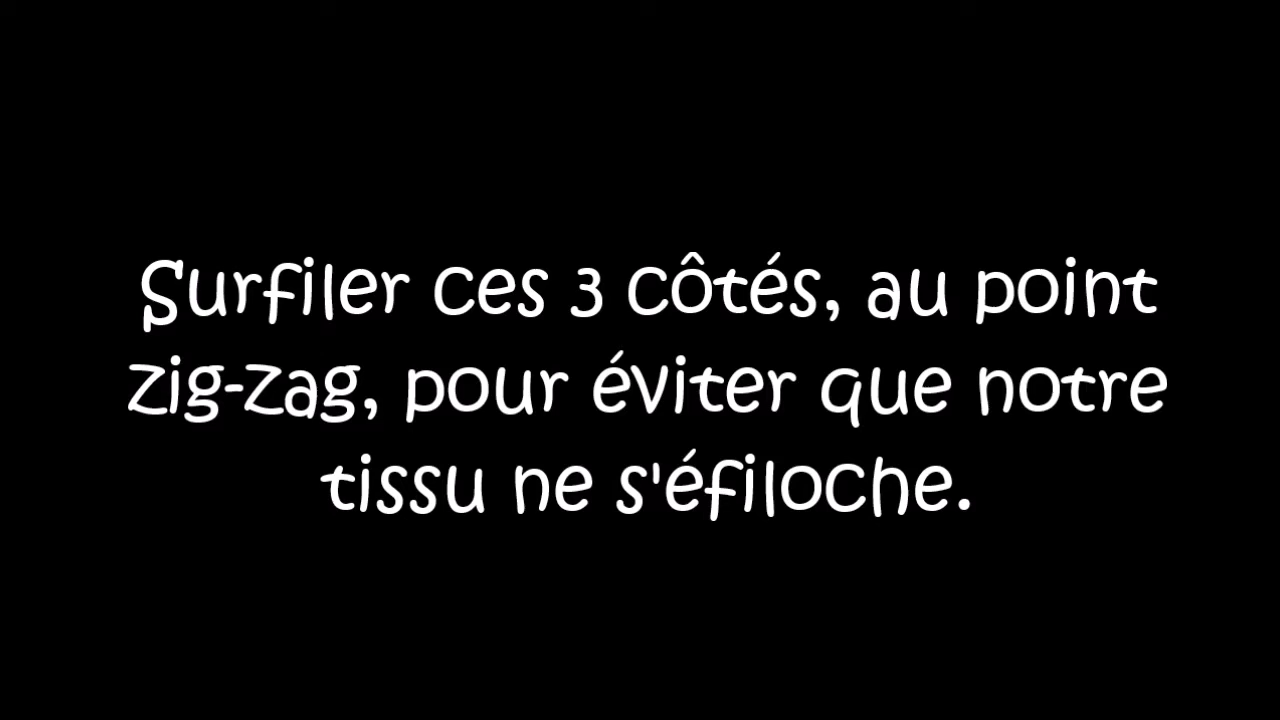 Surfiler ces 3 côtés, au point
zig-zag, pour éviter que notre
tissu ne s'éfiloche.